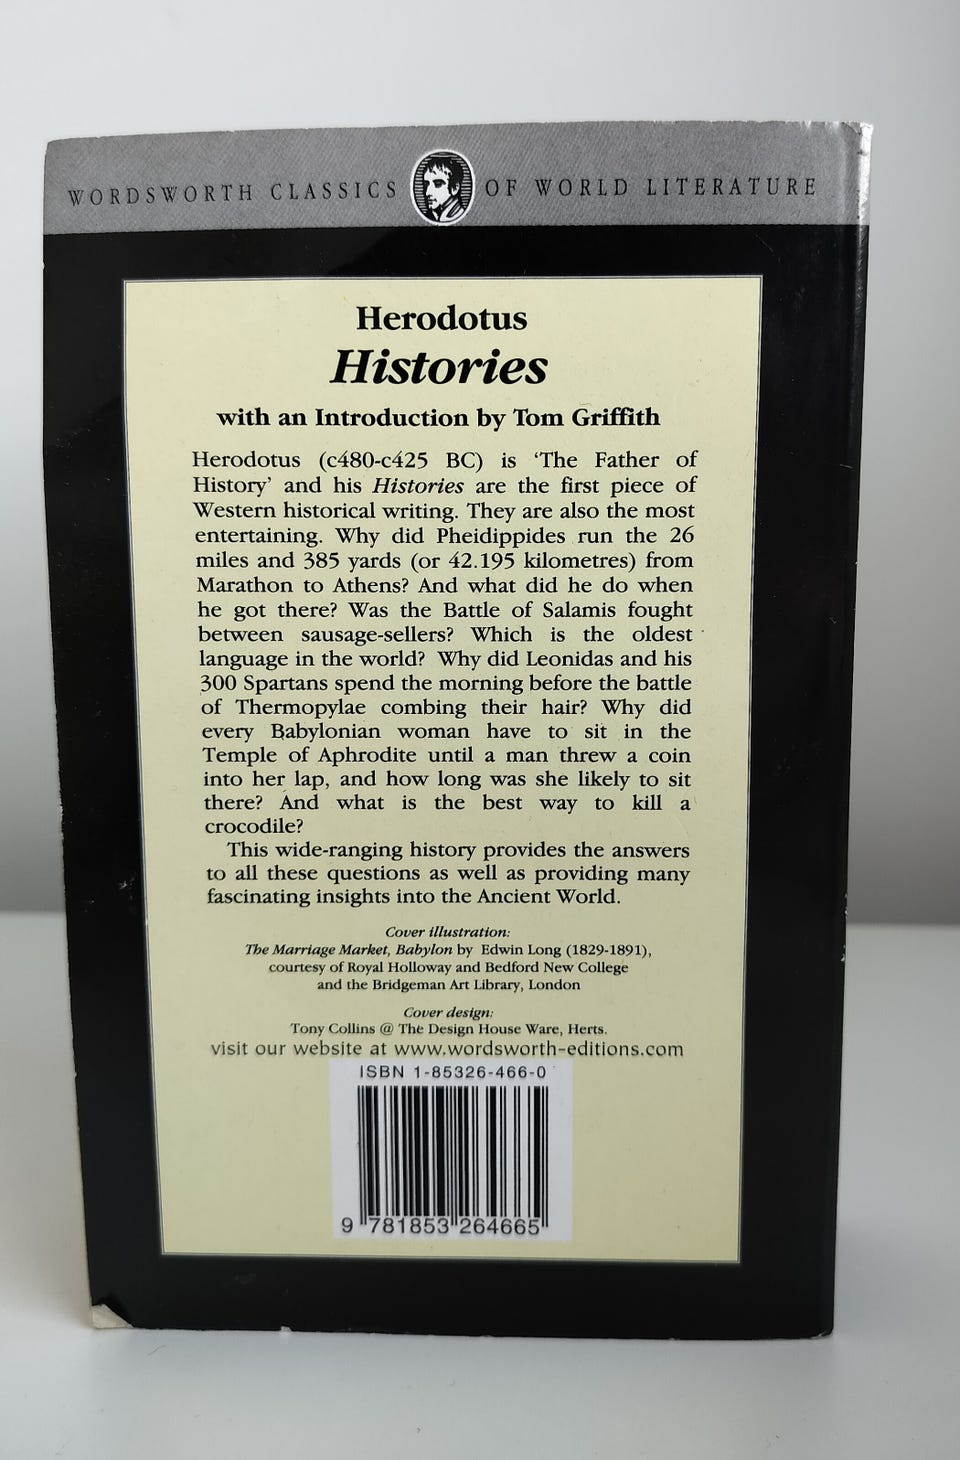 WORDSWORTH CLASSICS OF WORLD LITERATURE
Herodotus
Histories
with an Introduction by Tom Griffith
Herodotus (c480-c425 BC) is 'The Father of
History' and his Histories are the first piece of
Western historical writing. They are also the most
entertaining. Why did Pheidippides run the 26
miles and 385 yards (or 42.195 kilometres) from
Marathon to Athens? And what did he do when
he got there? Was the Battle of Salamis fought
between sausage-sellers? Which is the oldest
language in the world? Why did Leonidas and his
300 Spartans spend the morning before the battle
of Thermopylae combing their hair? Why did
every Babylonian woman have to sit in the
Temple of Aphrodite until a man threw a coin
into her lap, and how long was she likely to sit
there? And what is the best way to kill a
crocodile?
This wide-ranging history provides the answers
to all these questions as well as providing many
fascinating insights into the Ancient World.
Cover illustration:
The Marriage Market, Babylon by Edwin Long (1829-1891),
courtesy of Royal Holloway and Bedford New College
and the Bridgeman Art Library, London
Cover design:
Tony Collins @ The Design House Ware, Herts.
visit our website at www.wordsworth-editions.com
ISBN 1-85326-466-0
9 781853 264665